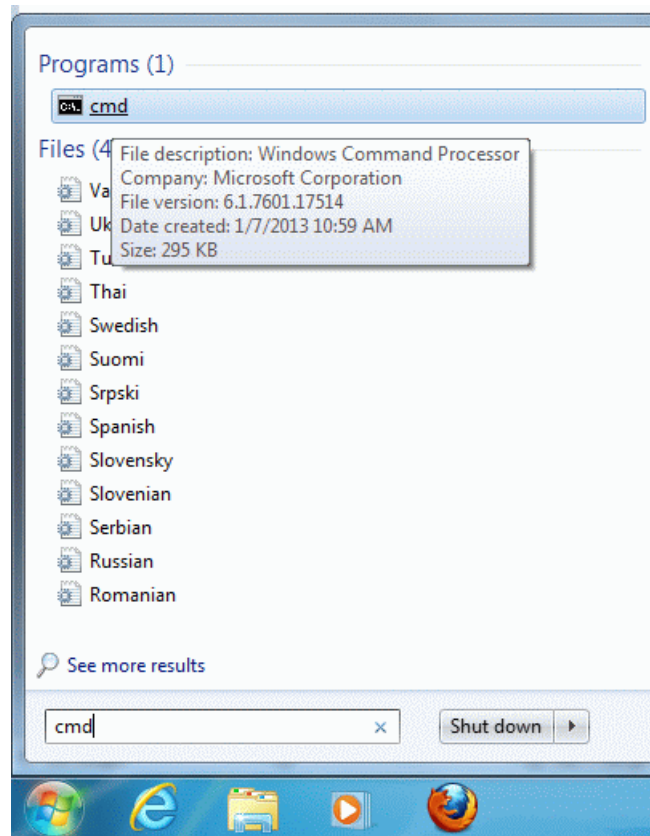 Programs (1)
cmd
Files (4
File description: Windows Command Processor
Company: Microsoft Corporation
File version: 6.1.7601.17514
Date created: 1/7/2013 10:59 AM
Size: 295 KB
Va
Uk
Tu
Thai
Swedish
Suomi
Srpski
Spanish
Slovensky
Slovenian
Serbian
Russian
Romanian
See more results
cmd
Shut down